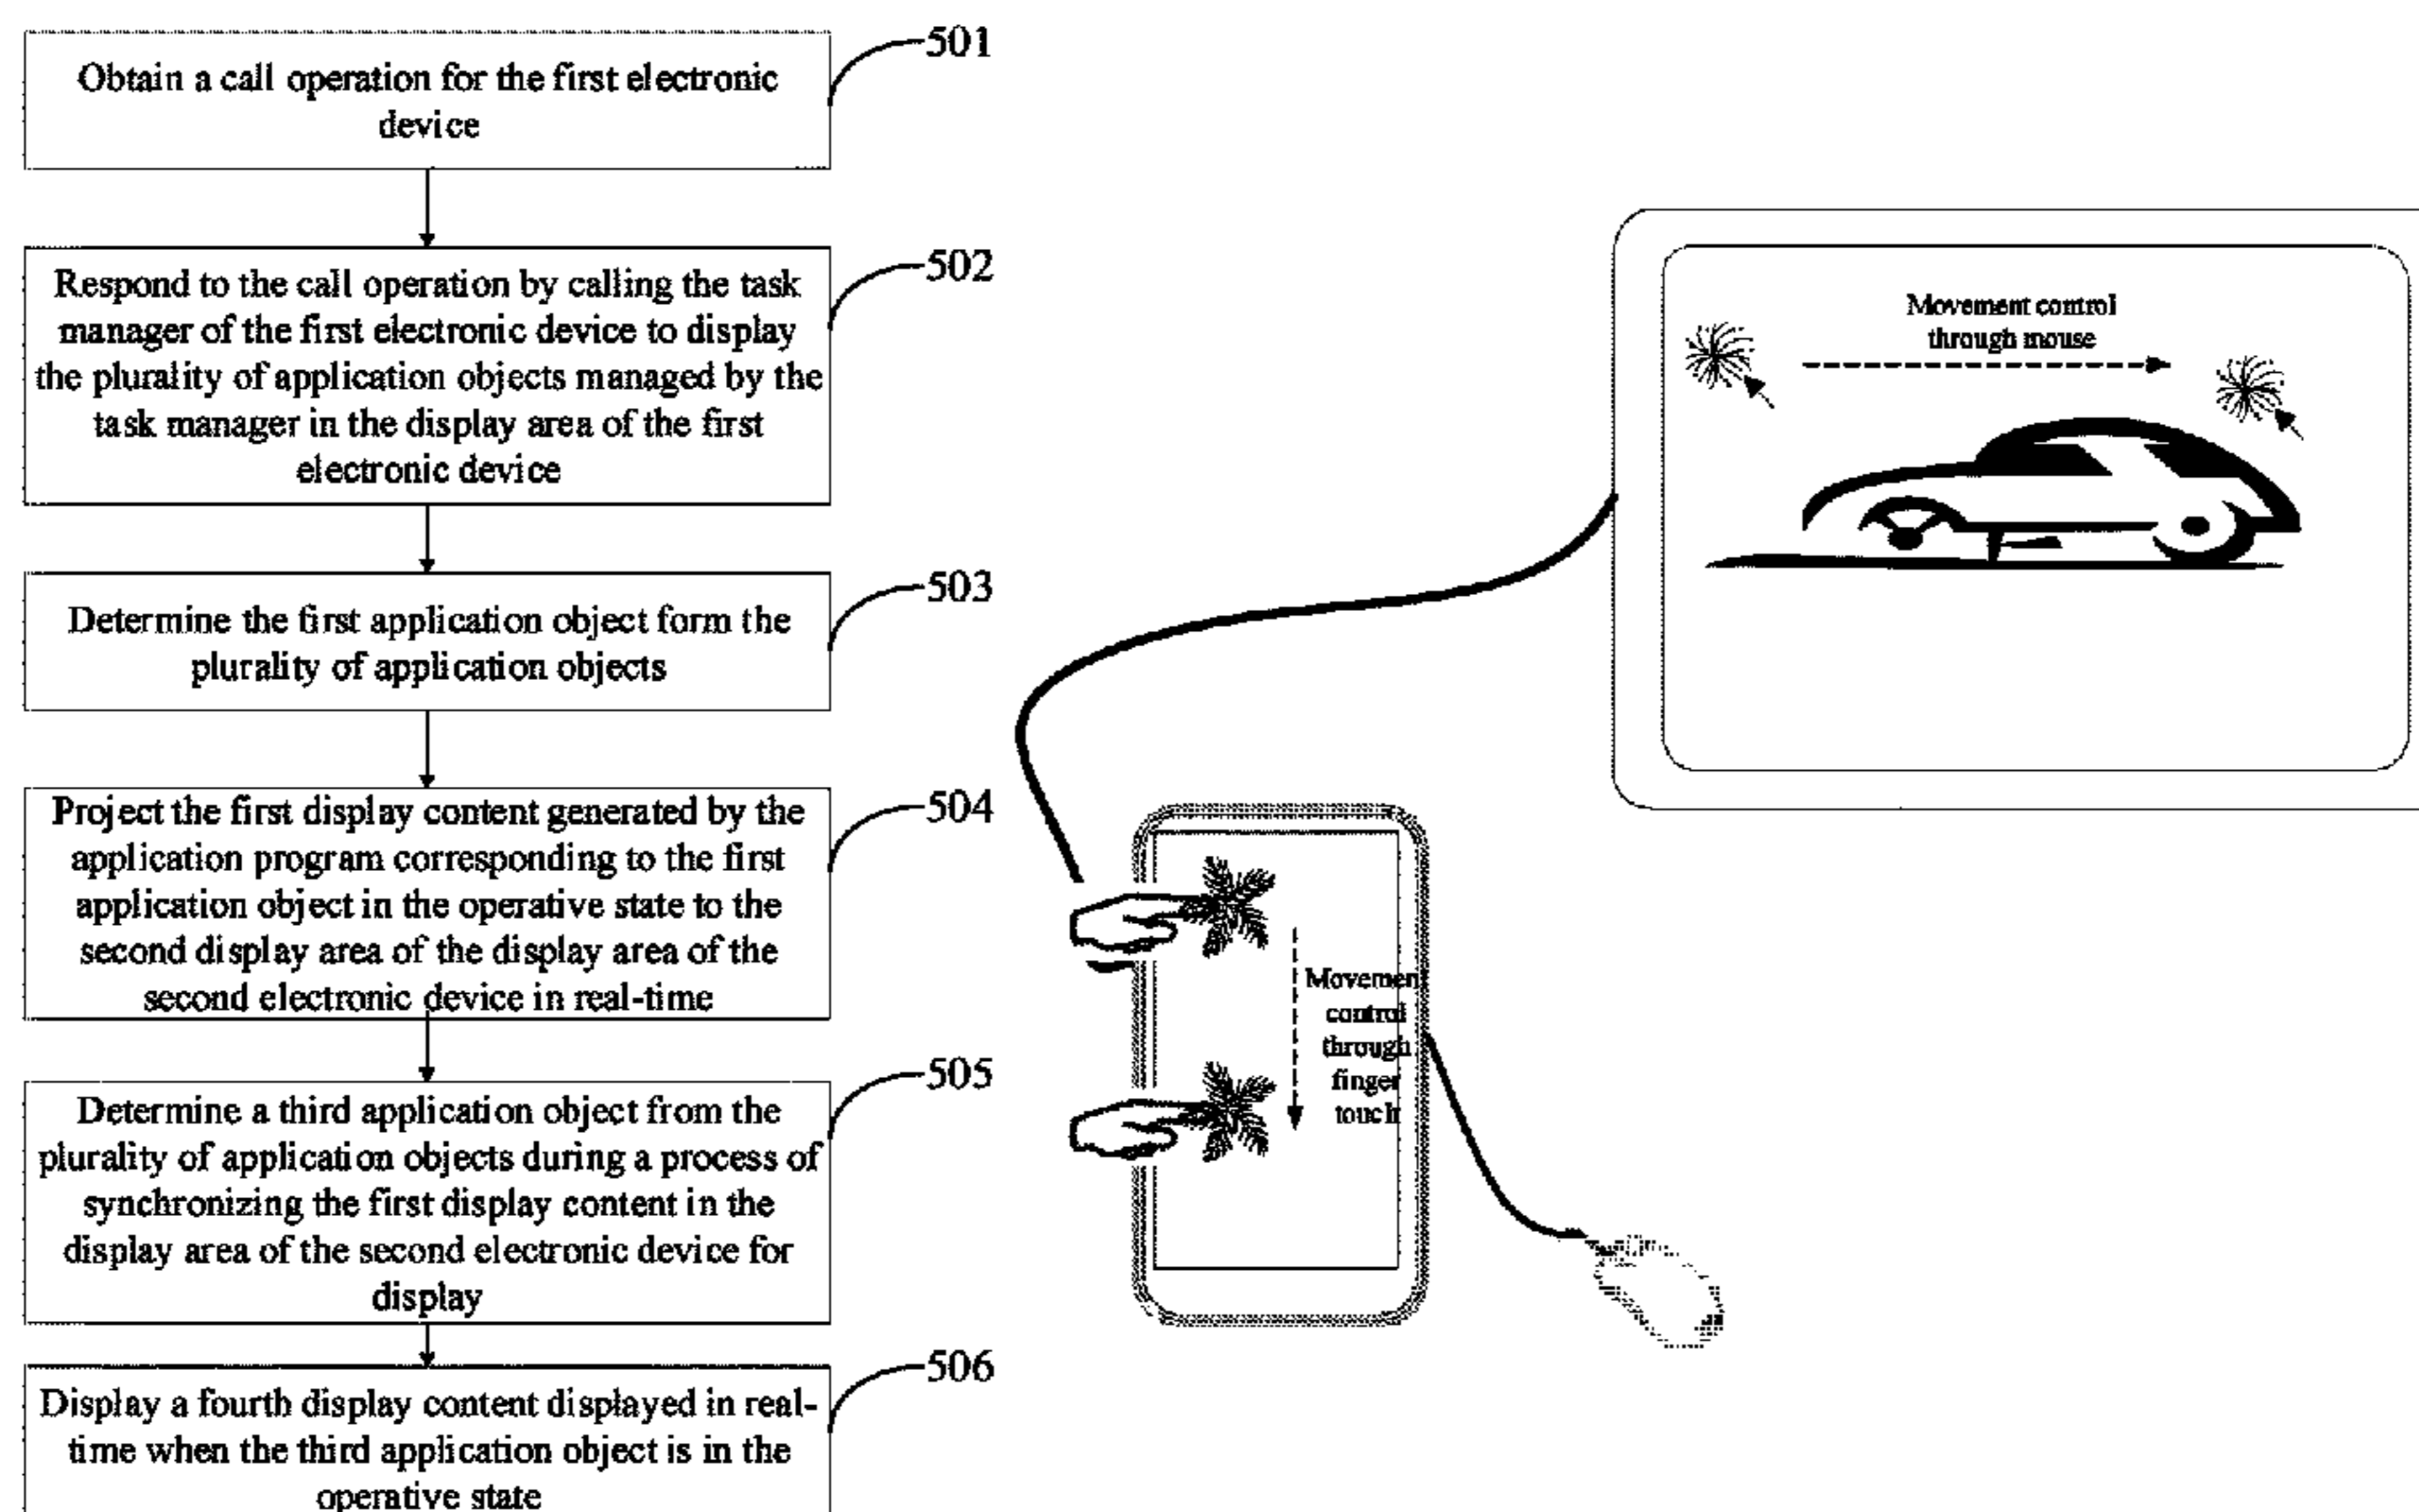 501
Obtain a call operation for the first electronic
device
502
Respond to the call operation by calling the task
manager of the first electronic device to display
the plurality of application objects managed by the
task manager in the display area of the first
electronic device
503
Determine the first application object form the
plurality of application objects
504
Project the first display content generated by the
application program corresponding to the first
application object in the operative state to the
second display area of the display area of the
second electronic device in real-time
505
Determine a third application object from the
plurality of application objects during a process of
synchronizing the first display content in the
display area of the second electronic device for
display
506
Display a fourth display content displayed in real-
time when the third application object is in the
operative state
Movement control
through mouse
Movement
control
through
finger
touch